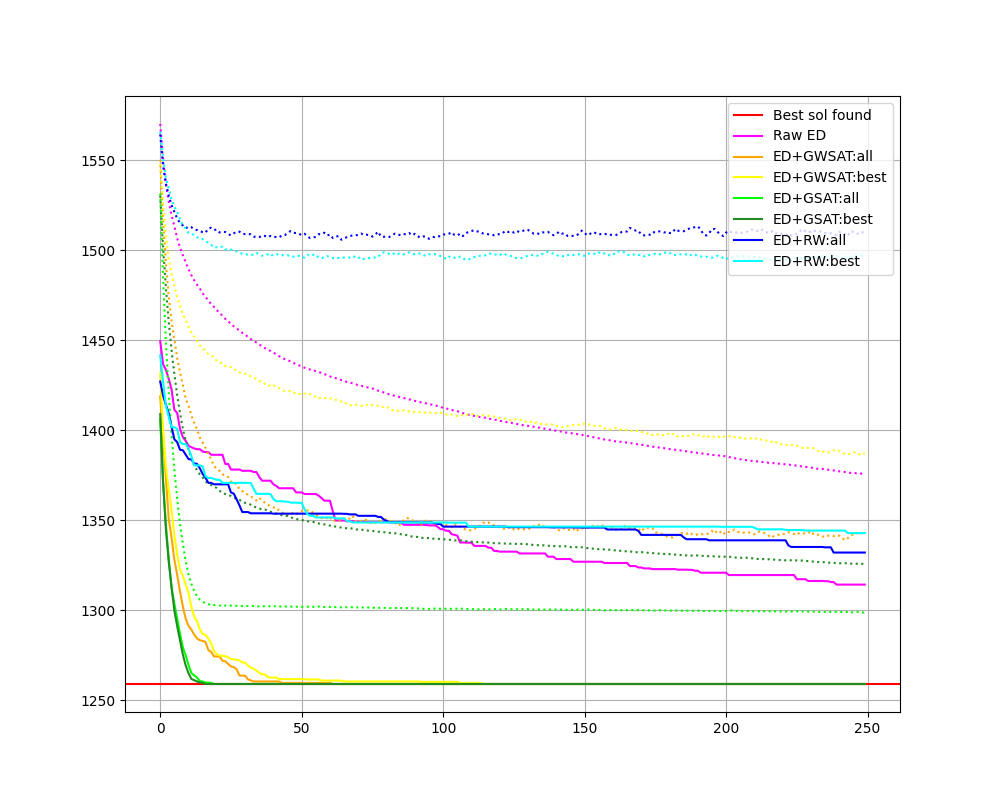 Best sol found
Raw ED
ED+GWSAT:all
ED+GWSAT:best
ED+GSAT:all
ED+GSAT:best
ED+RW:all
ED+RW:best
1550
1500
1450
1400
1350
1300
1250
0 50 100 150 200 250